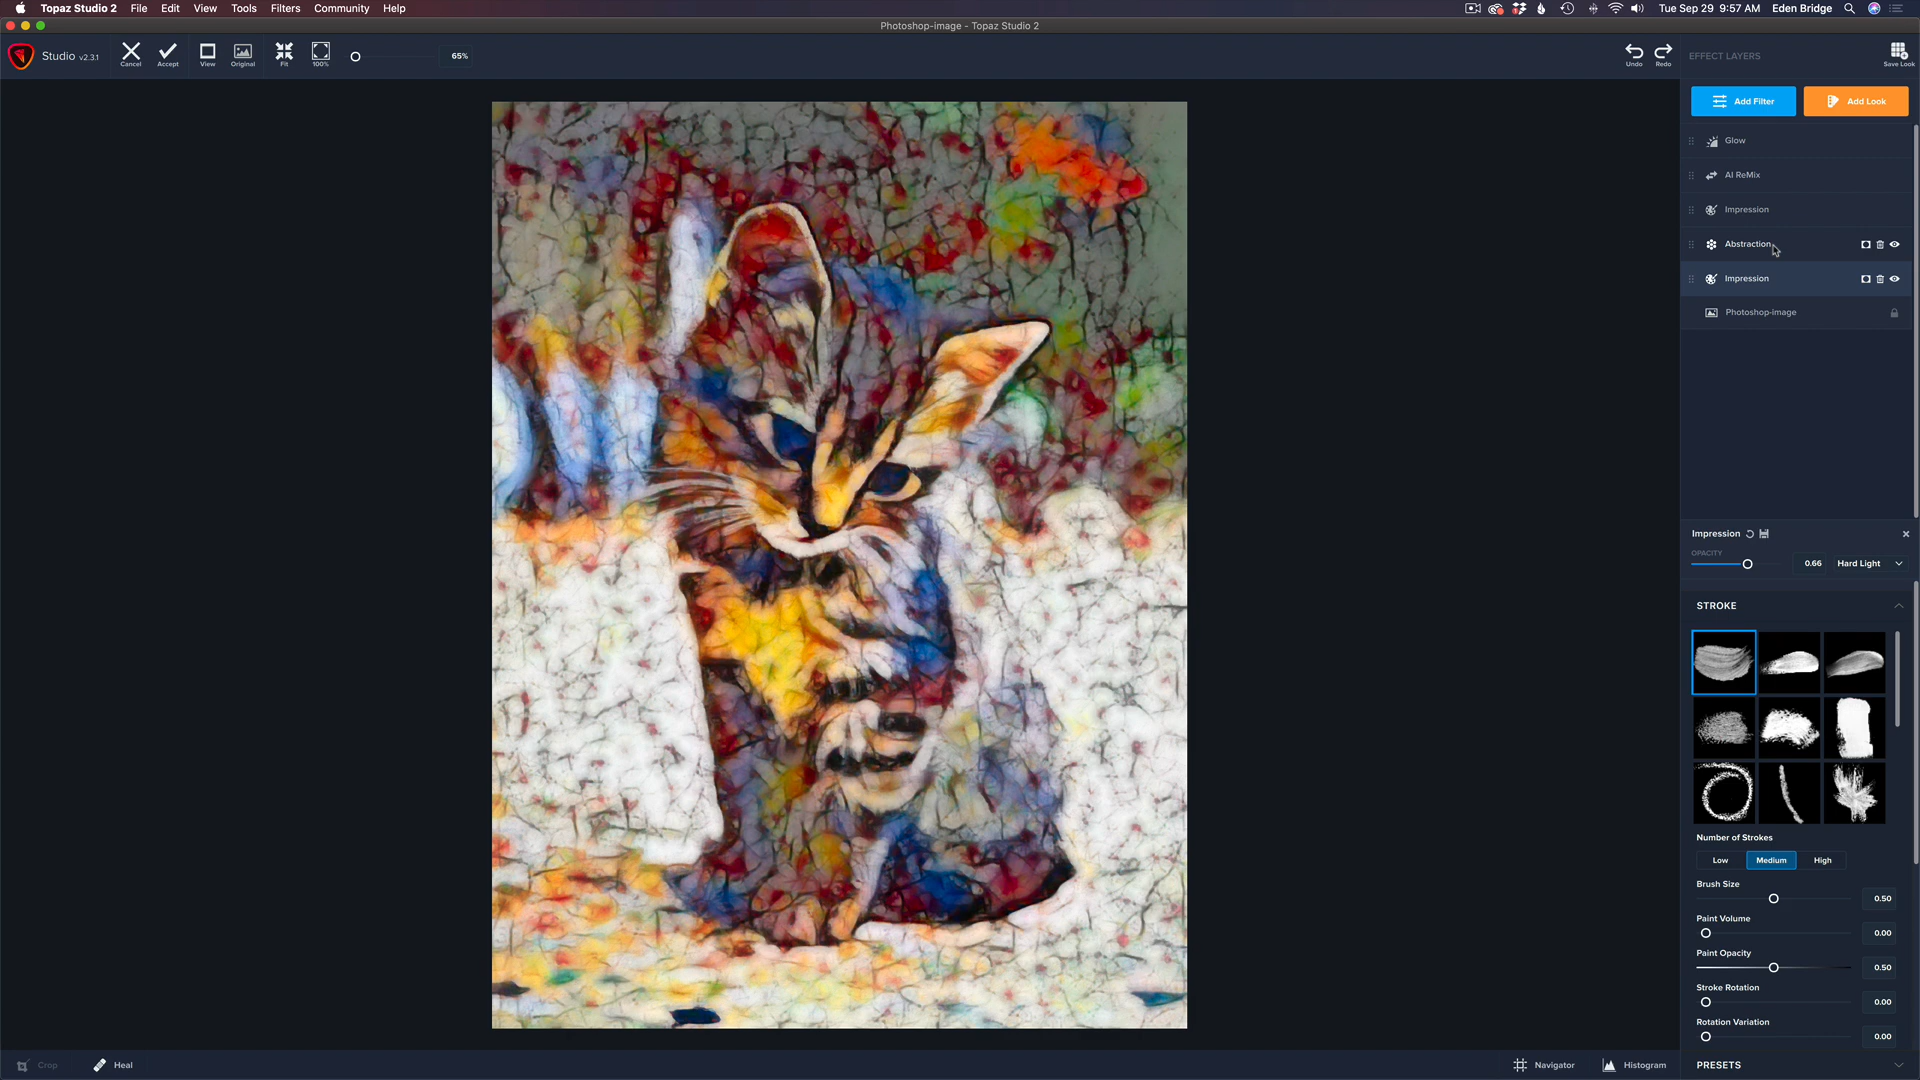 Topaz Studio 2 File Edit View Tools Filters Community Help
Tue Sep 29 9:57 AM Eden Bridge
Photoshop-image - Topaz Studio 2
Studio v2.3.1
Cancel Accept View Original Fit 100%
65%
Undo Redo
EFFECT LAYERS
Save Look
Add Filter Add Look
Glow
AI ReMix
Impression
Abstraction
Impression
Photoshop-image
Impression
OPACITY
0.66 Hard Light
STROKE
Number of Strokes
Low Medium High
Brush Size
0.50
Paint Volume
0.00
Paint Opacity
0.50
Stroke Rotation
0.00
Rotation Variation
0.00
Crop Heal
Navigator Histogram
PRESETS